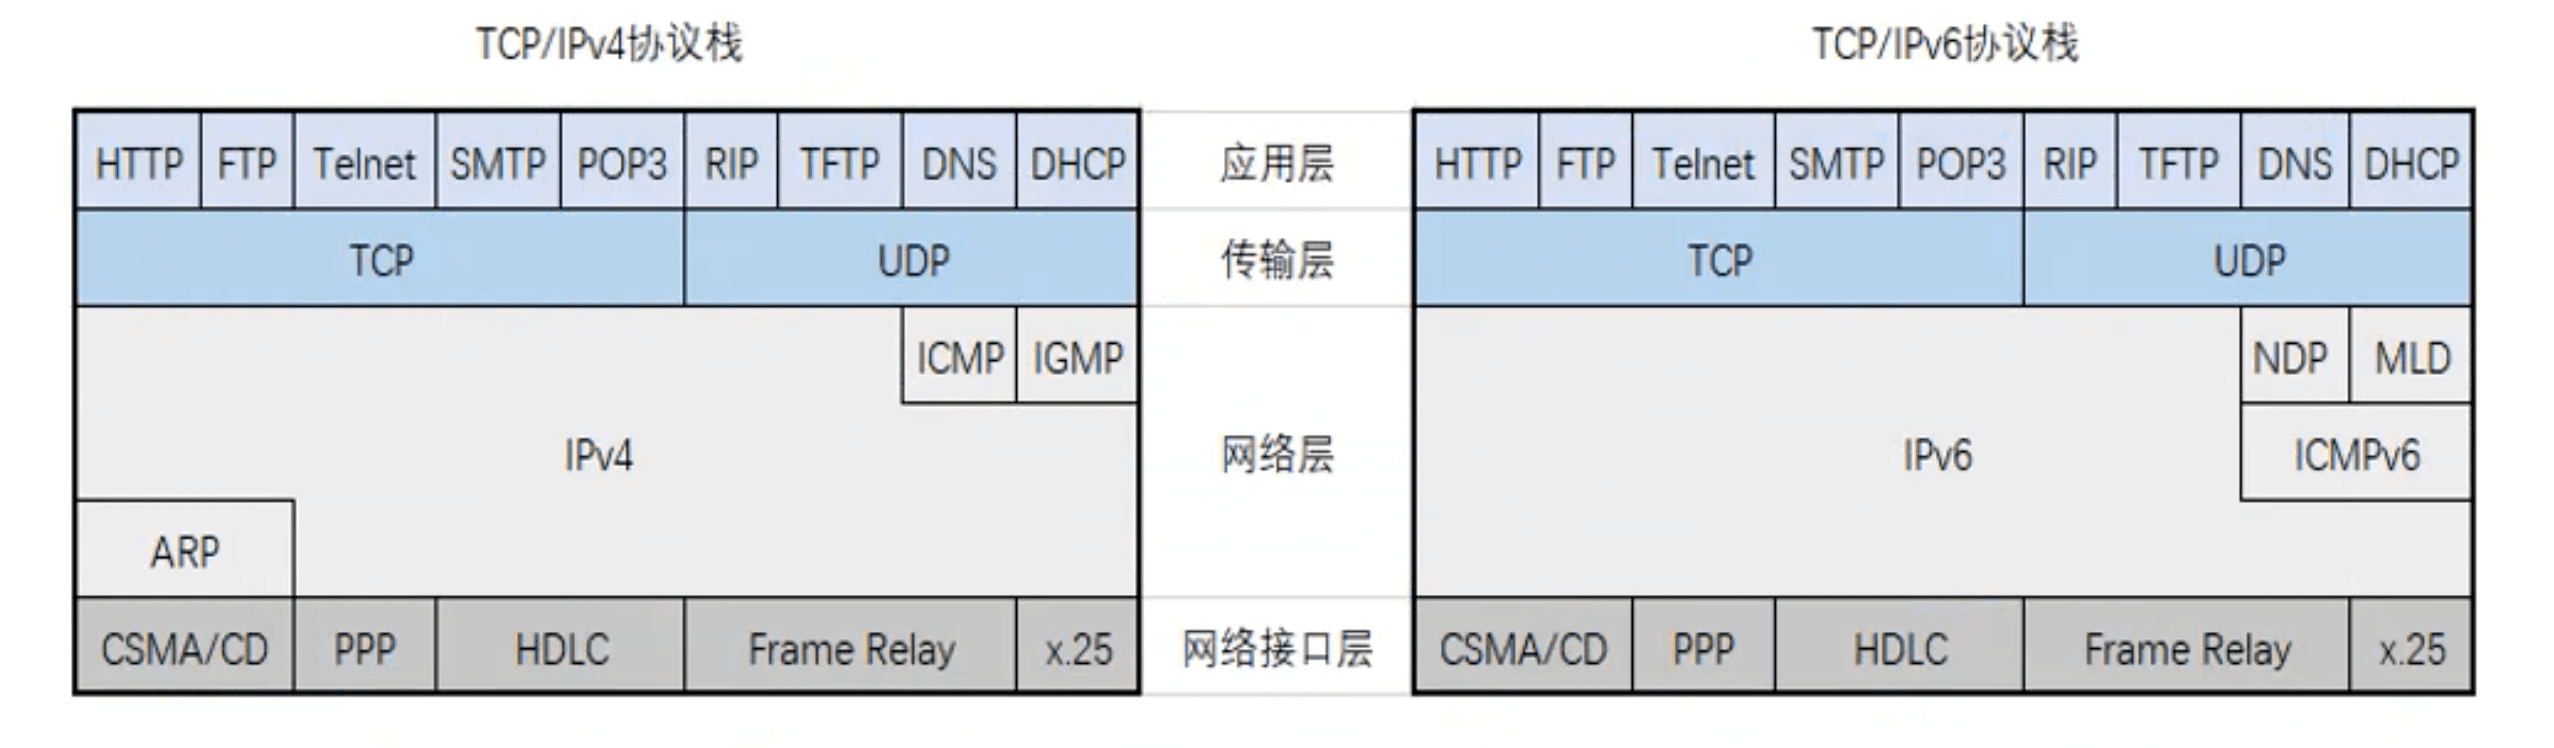 TCP/IPv4协议栈
TCP/IPv6协议栈
HTTP FTP Telnet SMTP POP3 RIP TFTP DNS DHCP 应用层 HTTP FTP Telnet SMTP POP3 RIP TFTP DNS DHCP
TCP UDP 传输层 TCP UDP
ICMP IGMP NDP MLD
IPv4 网络层 IPv6 ICMPv6
ARP
CSMA/CD PPP HDLC Frame Relay x.25 网络接口层 CSMA/CD PPP HDLC Frame Relay x.25